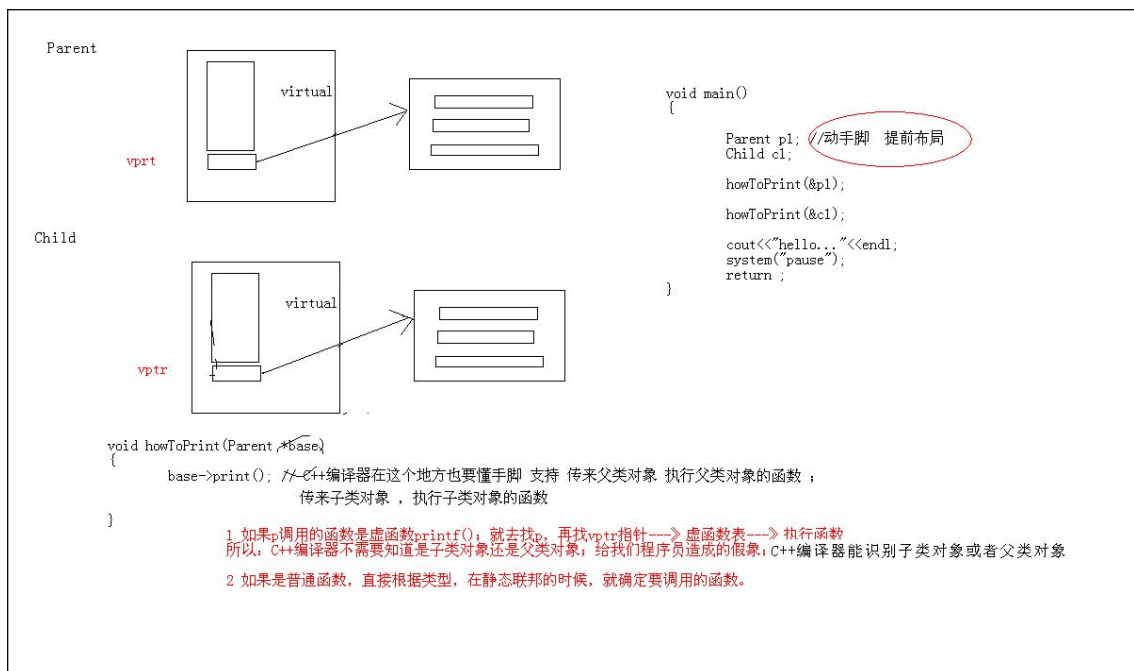 Parent
virtual
vprt
void main()
{
Parent p1; //动手脚 提前布局
Child c1;
howToPrint(&p1);
howToPrint(&c1);
cout<<"hello..."<<endl;
system("pause");
return ;
}
Child
virtual
vptr
void howToPrint(Parent *base)
{
base->print(); // C++编译器在这个地方也要懂手脚 支持 传来父类对象 执行父类对象的函数 ；
传来子类对象 ，执行子类对象的函数
}
1 如果p调用的函数是虚函数printf()；就去找p，再找vptr指针---》虚函数表---》执行函数
所以：C++编译器不需要知道是子类对象还是父类对象；给我们程序员造成的假象；C++编译器能识别子类对象或者父类对象
2 如果是普通函数，直接根据类型，在静态联邦的时候，就确定要调用的函数。